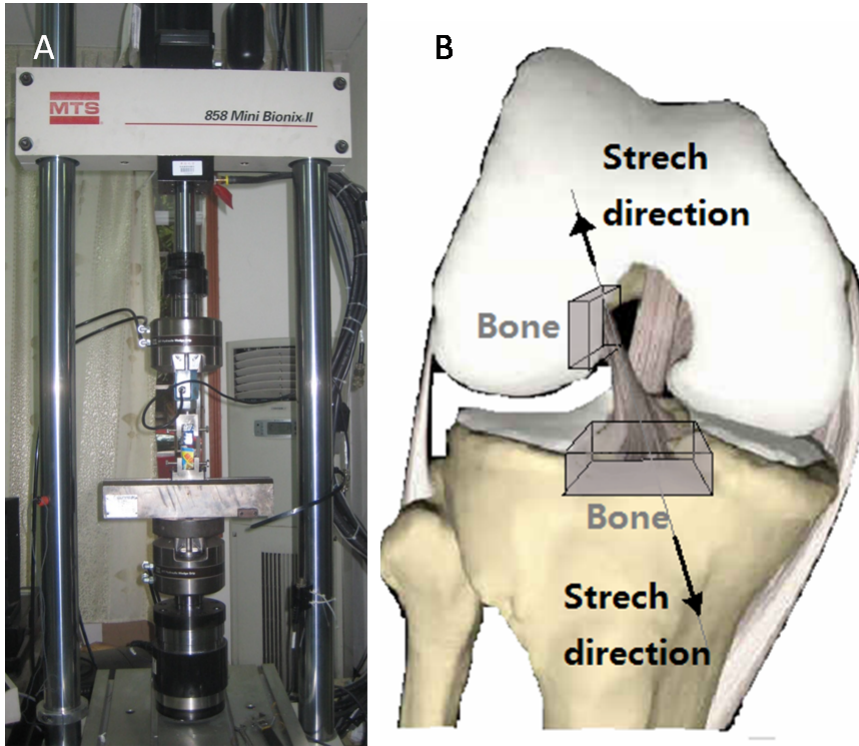 A
MTS
858 Mini Bionix II
B
Strech
direction
Bone
Bone
Strech
direction